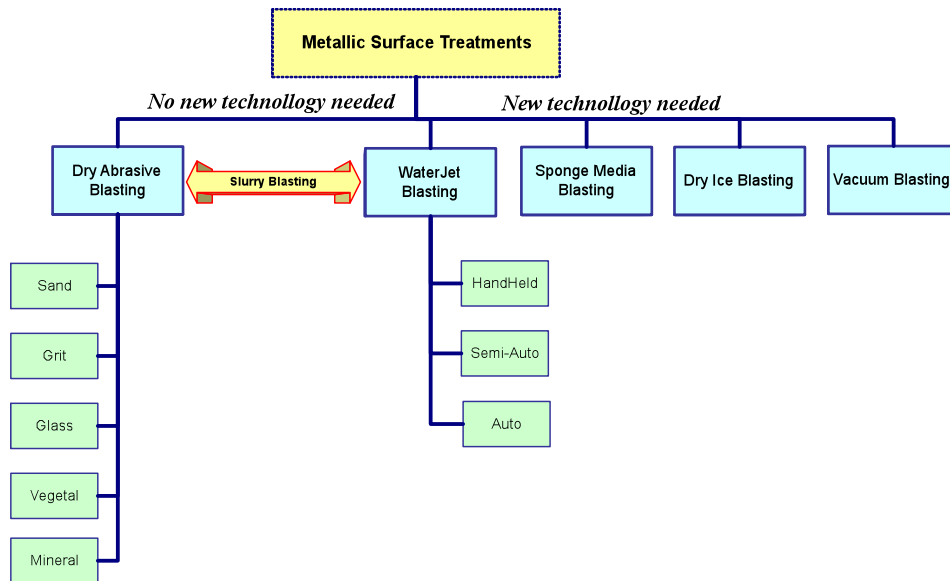 Metallic Surface Treatments
No new technollogy needed
New technollogy needed
Dry Abrasive
Blasting
Slurry Blasting
WaterJet
Blasting
Sponge Media
Blasting
Dry Ice Blasting
Vacuum Blasting
Sand
Grit
Glass
Vegetal
Mineral
HandHeld
Semi-Auto
Auto